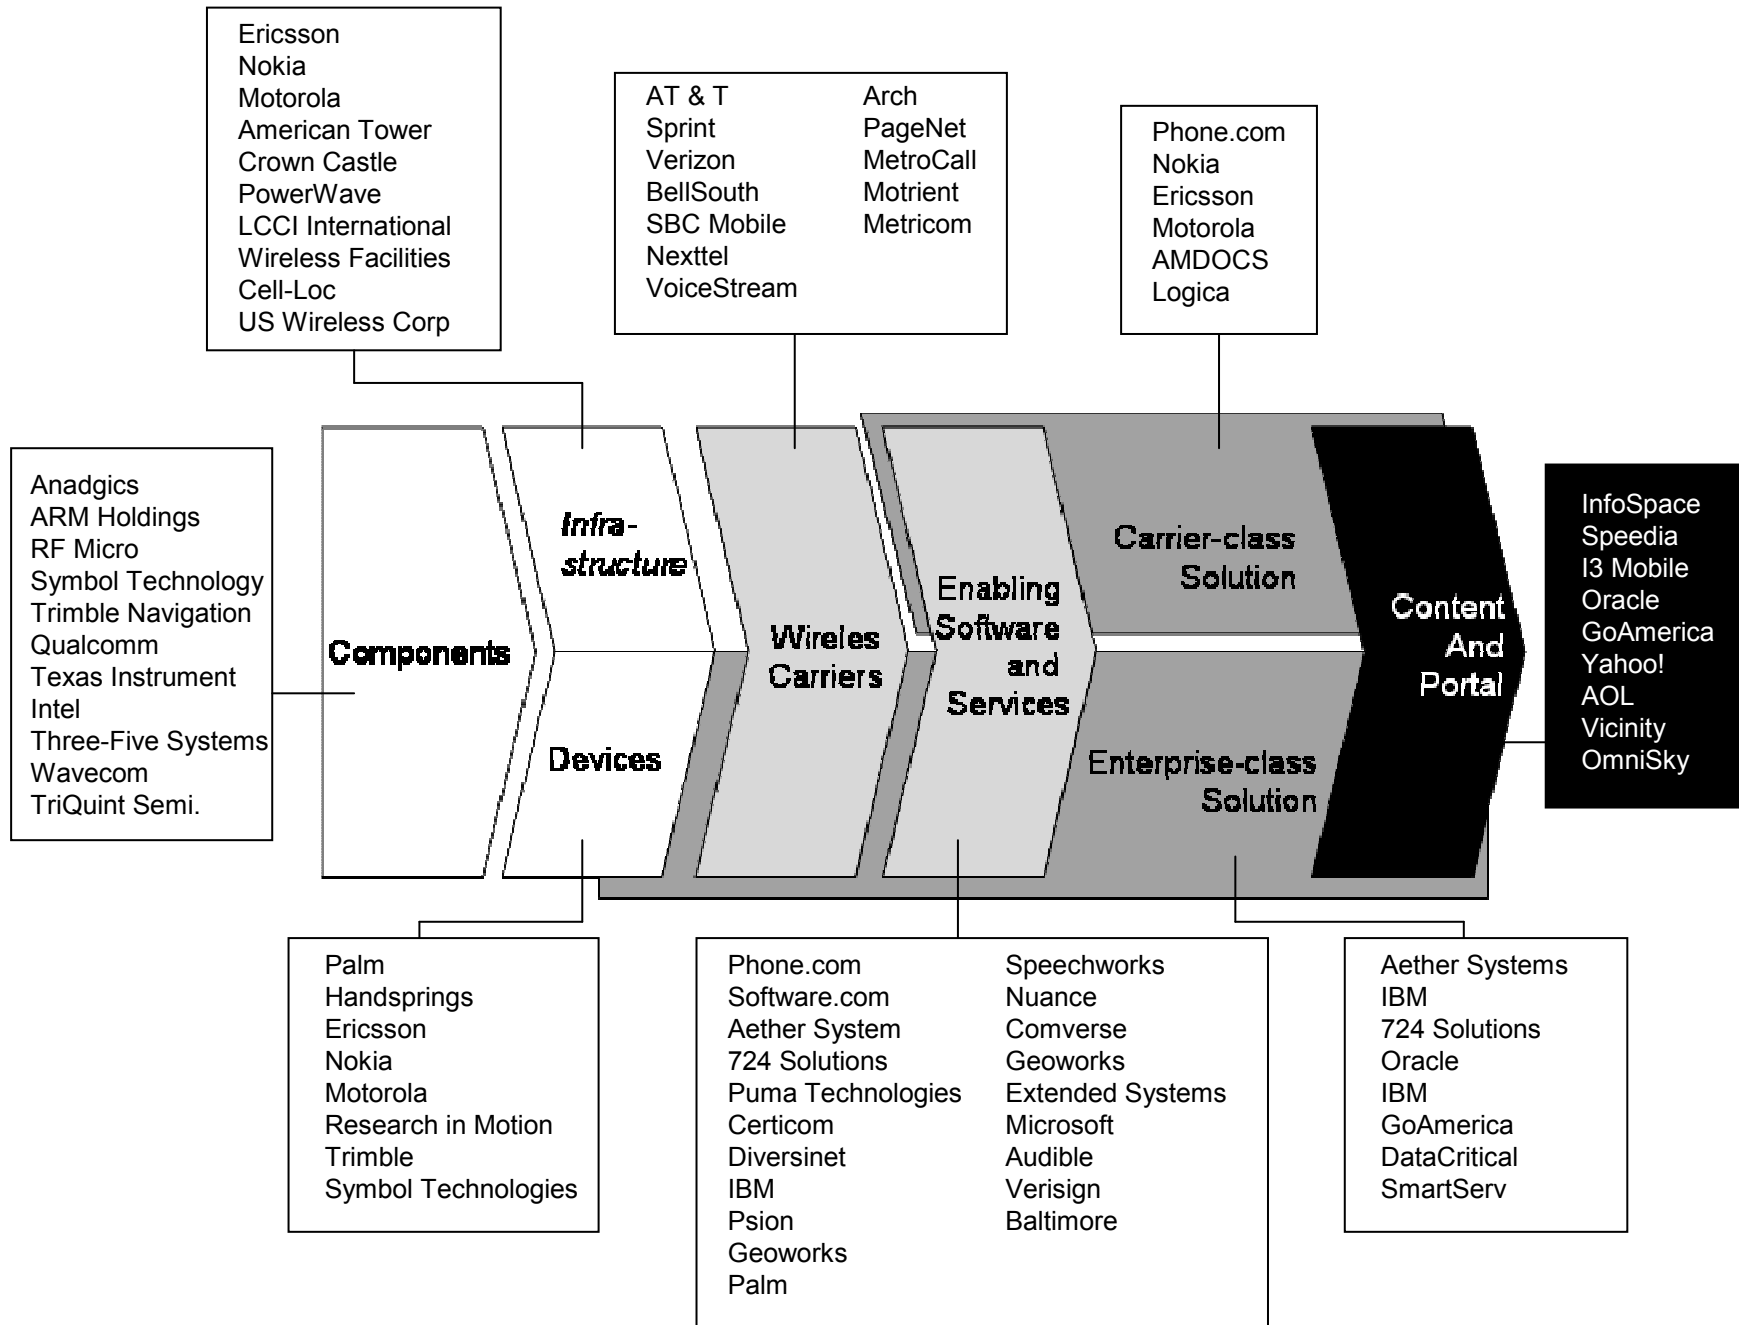 Ericsson
Nokia
Motorola
American Tower
Crown Castle
PowerWave
LCCI International
Wireless Facilities
Cell-Loc
US Wireless Corp
AT & T
Sprint
Verizon
BellSouth
SBC Mobile
Nexttel
VoiceStream
Arch
PageNet
MetroCall
Motrient
Metricom
Phone.com
Nokia
Ericsson
Motorola
AMDOCS
Logica
Anadgics
ARM Holdings
RF Micro
Symbol Technology
Trimble Navigation
Qualcomm
Texas Instrument
Intel
Three-Five Systems
Wavecom
TriQuint Semi.
Components
Infra-
structure
Devices
Wireles
Carriers
Enabling
Software
and
Services
Carrier-class
Solution
Enterprise-class
Solution
Content
And
Portal
InfoSpace
Speedia
I3 Mobile
Oracle
GoAmerica
Yahoo!
AOL
Vicinity
OmniSky
Palm
Handsprings
Ericsson
Nokia
Motorola
Research in Motion
Trimble
Symbol Technologies
Phone.com
Software.com
Aether System
724 Solutions
Puma Technologies
Certicom
Diversinet
IBM
Psion
Geoworks
Palm
Speechworks
Nuance
Comverse
Geoworks
Extended Systems
Microsoft
Audible
Verisign
Baltimore
Aether Systems
IBM
724 Solutions
Oracle
IBM
GoAmerica
DataCritical
SmartServ